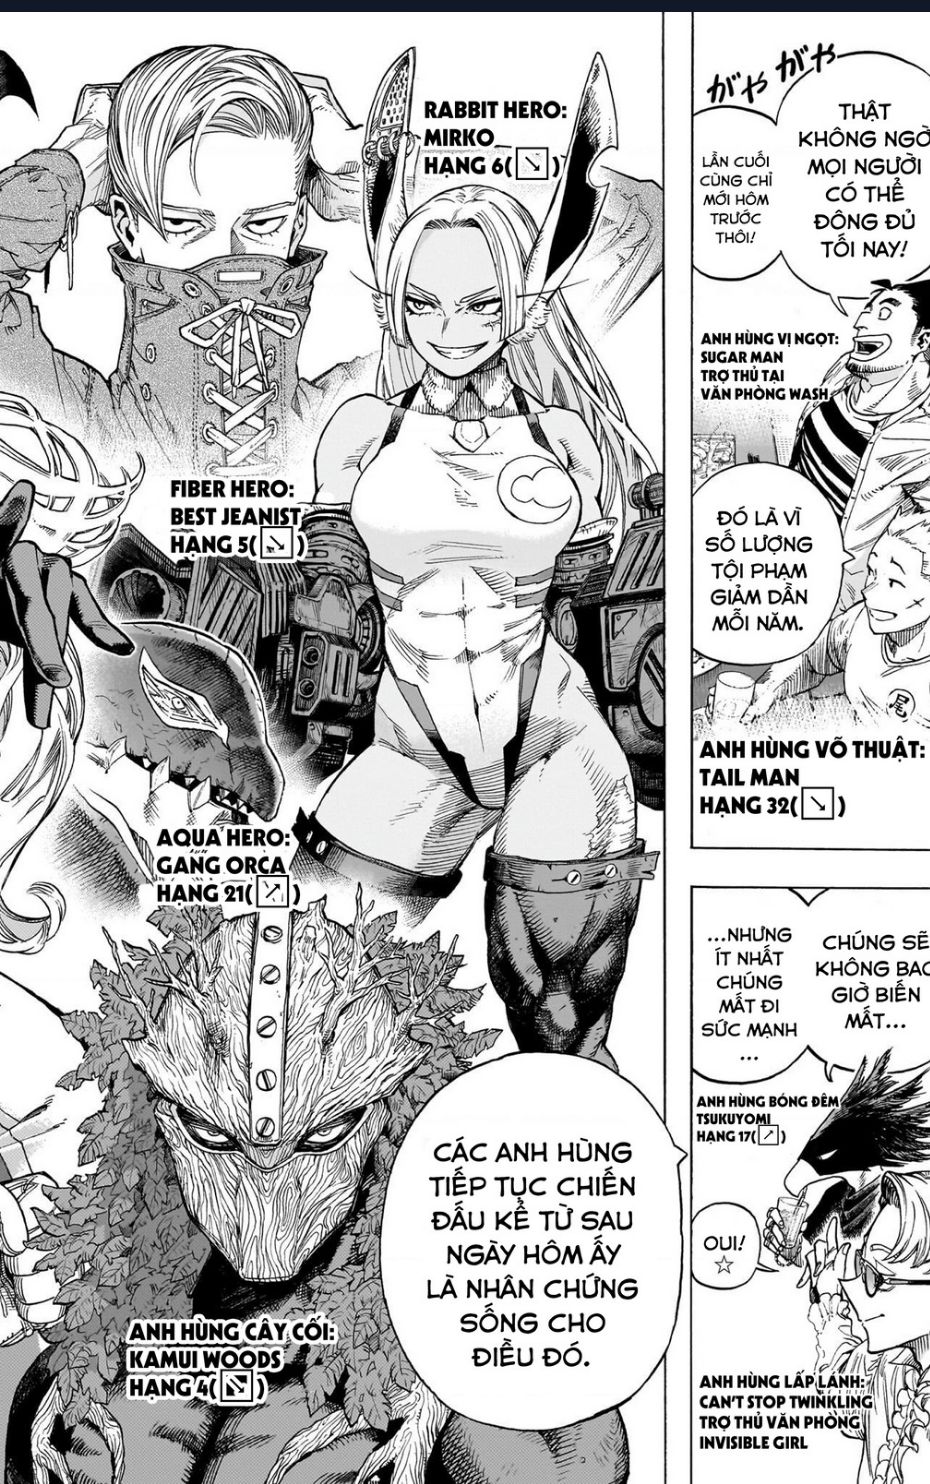 がやがや
THẬT
KHÔNG NGỜ
MỌI NGƯỜI
CÓ THỂ
ĐÔNG ĐỦ
TỐI NAY!
LẦN CUỐI
CŨNG CHỈ
MỚI HÔM
TRƯỚC
THÔI!
ANH HÙNG VỊ NGỌT:
SUGAR MAN
TRỢ THỦ TẠI
VĂN PHÒNG WASH
ĐÓ LÀ VÌ
SỐ LƯỢNG
TỘI PHẠM
GIẢM DẦN
MỖI NĂM.
尾
ANH HÙNG VÕ THUẬT:
TAIL MAN
HẠNG 32(↘)
CHÚNG SẼ
KHÔNG BAO
GIỜ BIẾN
MẤT...
...NHƯNG
ÍT NHẤT
CHÚNG
MẤT ĐI
SỨC MẠNH
...
ANH HÙNG BÓNG ĐÊM
TSUKUYOMI
HẠNG 17(↗)
OUI!
☆
ANH HÙNG LẤP LÁNH:
CAN'T STOP TWINKLING
TRỢ THỦ VĂN PHÒNG
INVISIBLE GIRL
RABBIT HERO:
MIRKO
HẠNG 6(↘)
FIBER HERO:
BEST JEANIST
HẠNG 5(↘)
AQUA HERO:
GANG ORCA
HẠNG 21(↗)
ANH HÙNG CÂY CỐI:
KAMUI WOODS
HẠNG 4(↘)
CÁC ANH HÙNG
TIẾP TỤC CHIẾN
ĐẤU KỂ TỪ SAU
NGÀY HÔM ẤY
LÀ NHÂN CHỨNG
SỐNG CHO
ĐIỀU ĐÓ.